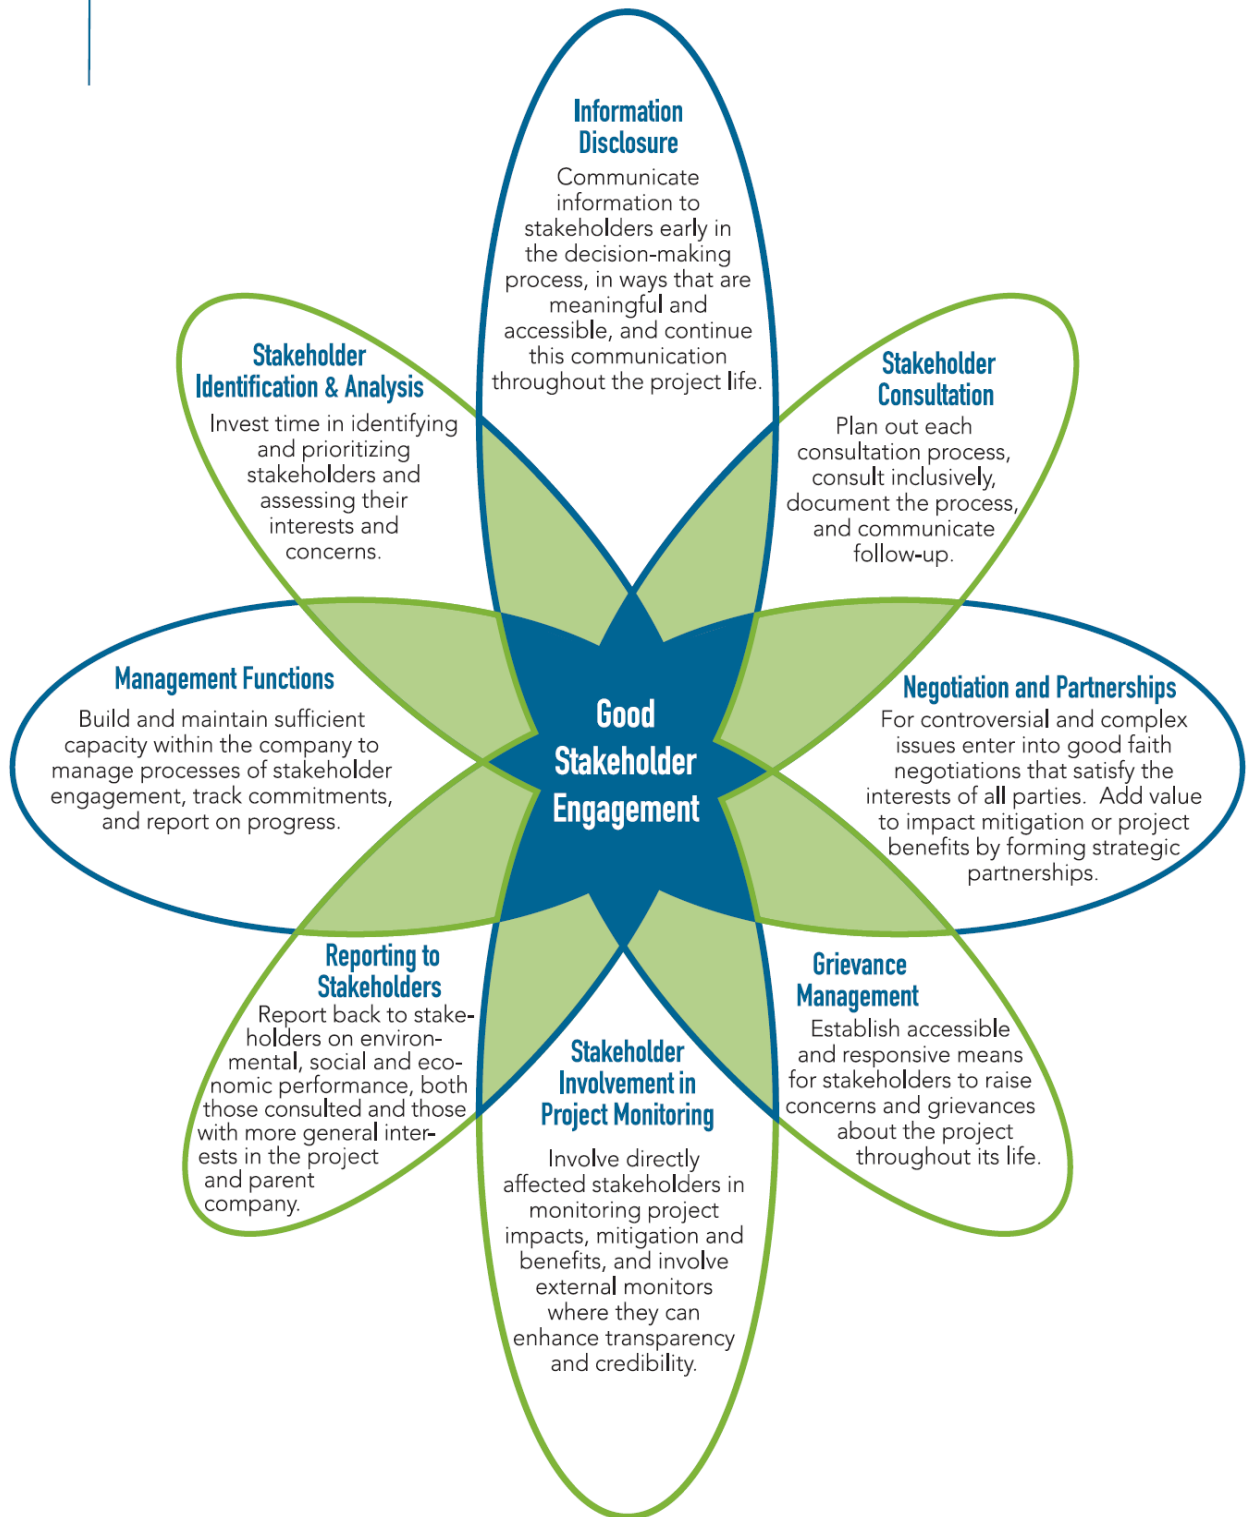 Information
Disclosure
Communicate
information to
stakeholders early in
the decision-making
process, in ways that are
meaningful and
accessible, and continue
this communication
throughout the project life.
Stakeholder
Identification & Analysis
Invest time in identifying
and prioritizing
stakeholders and
assessing their
interests and
concerns.
Stakeholder
Consultation
Plan out each
consultation process,
consult inclusively,
document the process,
and communicate
follow-up.
Management Functions
Build and maintain sufficient
capacity within the company to
manage processes of stakeholder
engagement, track commitments,
and report on progress.
Good
Stakeholder
Engagement
Negotiation and Partnerships
For controversial and complex
issues enter into good faith
negotiations that satisfy the
interests of all parties. Add value
to impact mitigation or project
benefits by forming strategic
partnerships.
Reporting to
Stakeholders
Report back to stake-
holders on environ-
mental, social and eco-
nomic performance, both
those consulted and those
with more general inter-
ests in the project
and parent
company.
Stakeholder
Involvement in
Project Monitoring
Involve directly
affected stakeholders in
monitoring project
impacts, mitigation and
benefits, and involve
external monitors
where they can
enhance transparency
and credibility.
Grievance
Management
Establish accessible
and responsive means
for stakeholders to raise
concerns and grievances
about the project
throughout its life.